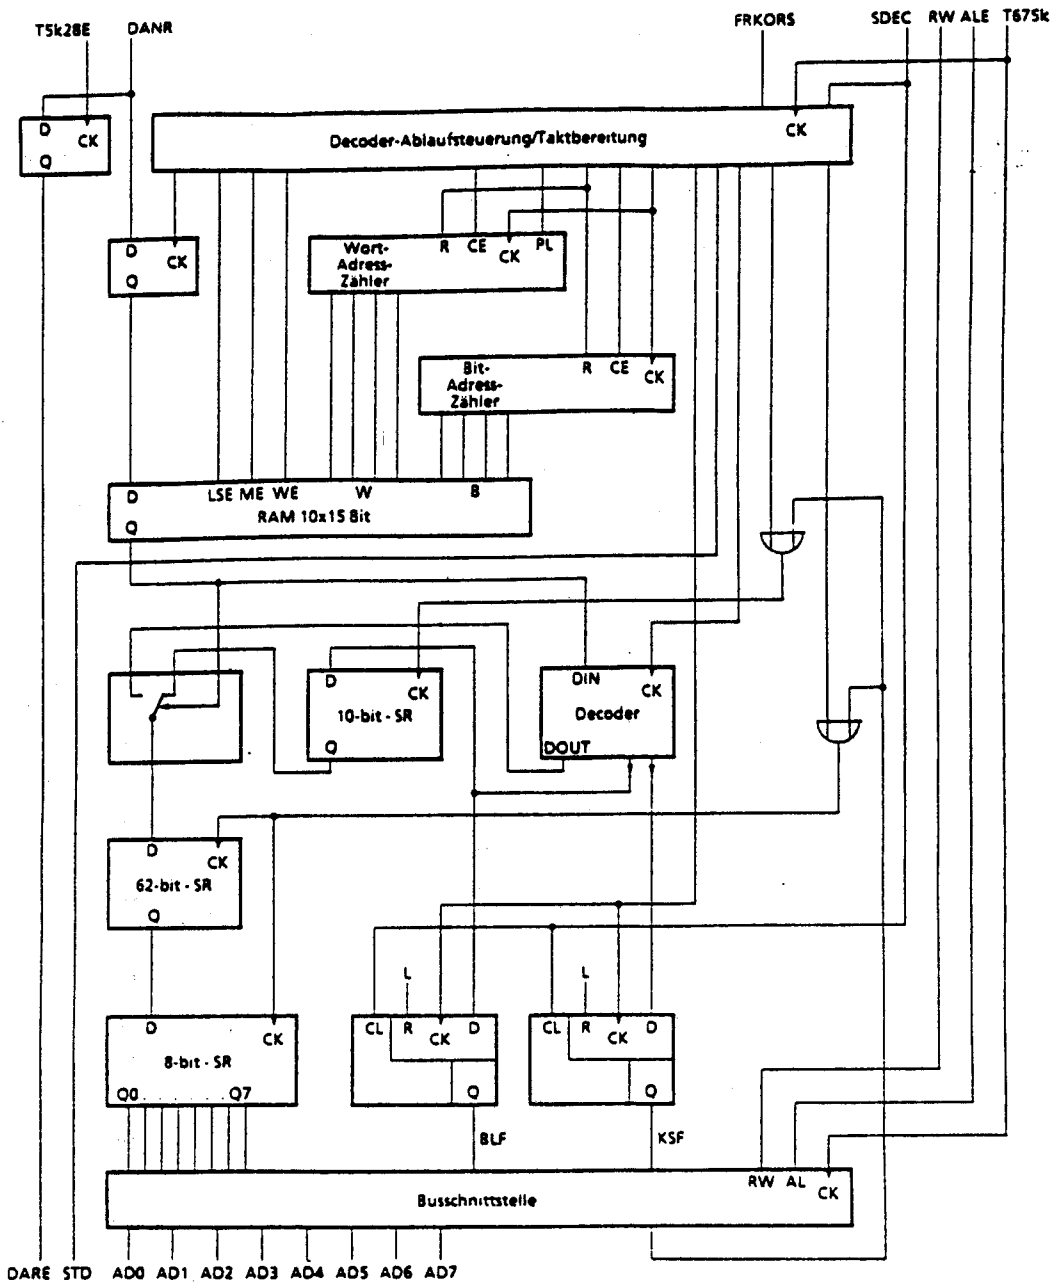 T5k28E DANR FRKORS SDEC RW ALE T675k
D CK
Q
Decoder-Ablaufsteuerung/Taktbereitung CK
D CK
Q
Wort-
Adress-
Zähler
R CE CK PL
Bit-
Adress-
Zähler
R CE CK
D LSE ME WE W B
Q RAM 10x15 Bit
D CK
10-bit - SR
Q
DIN CK
Decoder
DOUT
D CK
62-bit - SR
Q
L L
D CK
8-bit - SR
Q0 Q7
CL R CK D
Q
CL R CK D
Q
BLF KSF
RW AL CK
Busschnittstelle
DARE STD AD0 AD1 AD2 AD3 AD4 AD5 AD6 AD7